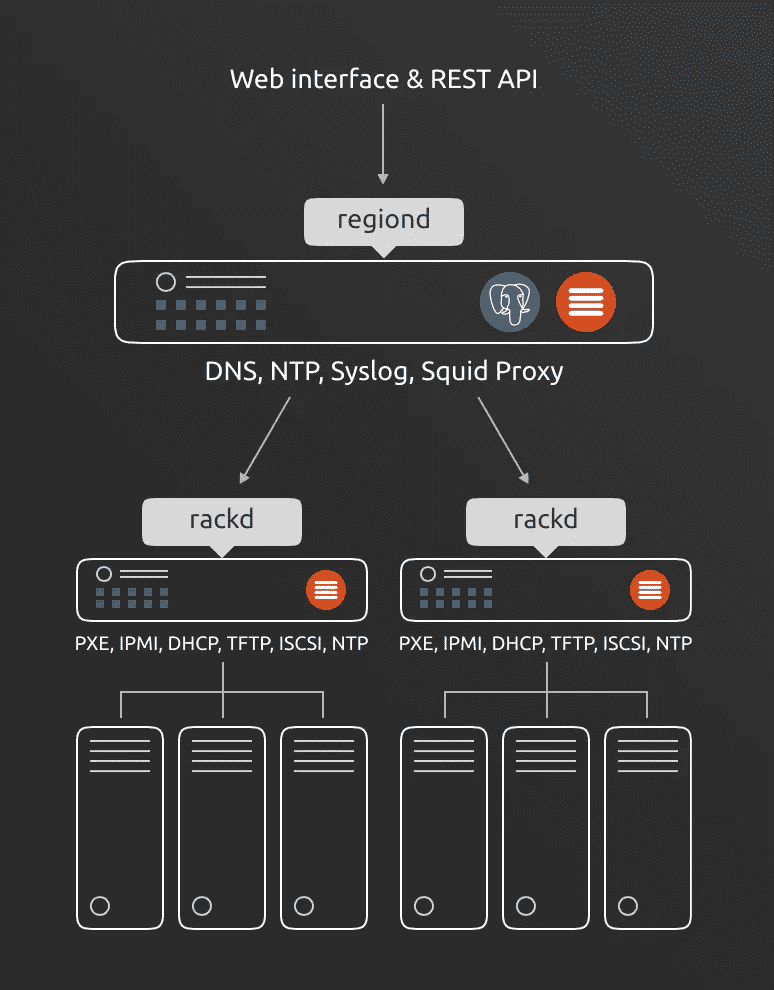 Web interface & REST API
regiond
DNS, NTP, Syslog, Squid Proxy
rackd
rackd
PXE, IPMI, DHCP, TFTP, ISCSI, NTP
PXE, IPMI, DHCP, TFTP, ISCSI, NTP